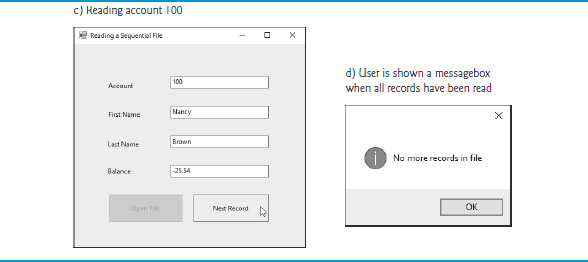 c) Reading account 100
Reading a Sequential File
Account
100
First Name
Nancy
Last Name
Brown
Balance
-25.54
Open File
Next Record
d) User is shown a messagebox
when all records have been read
No more records in file
OK